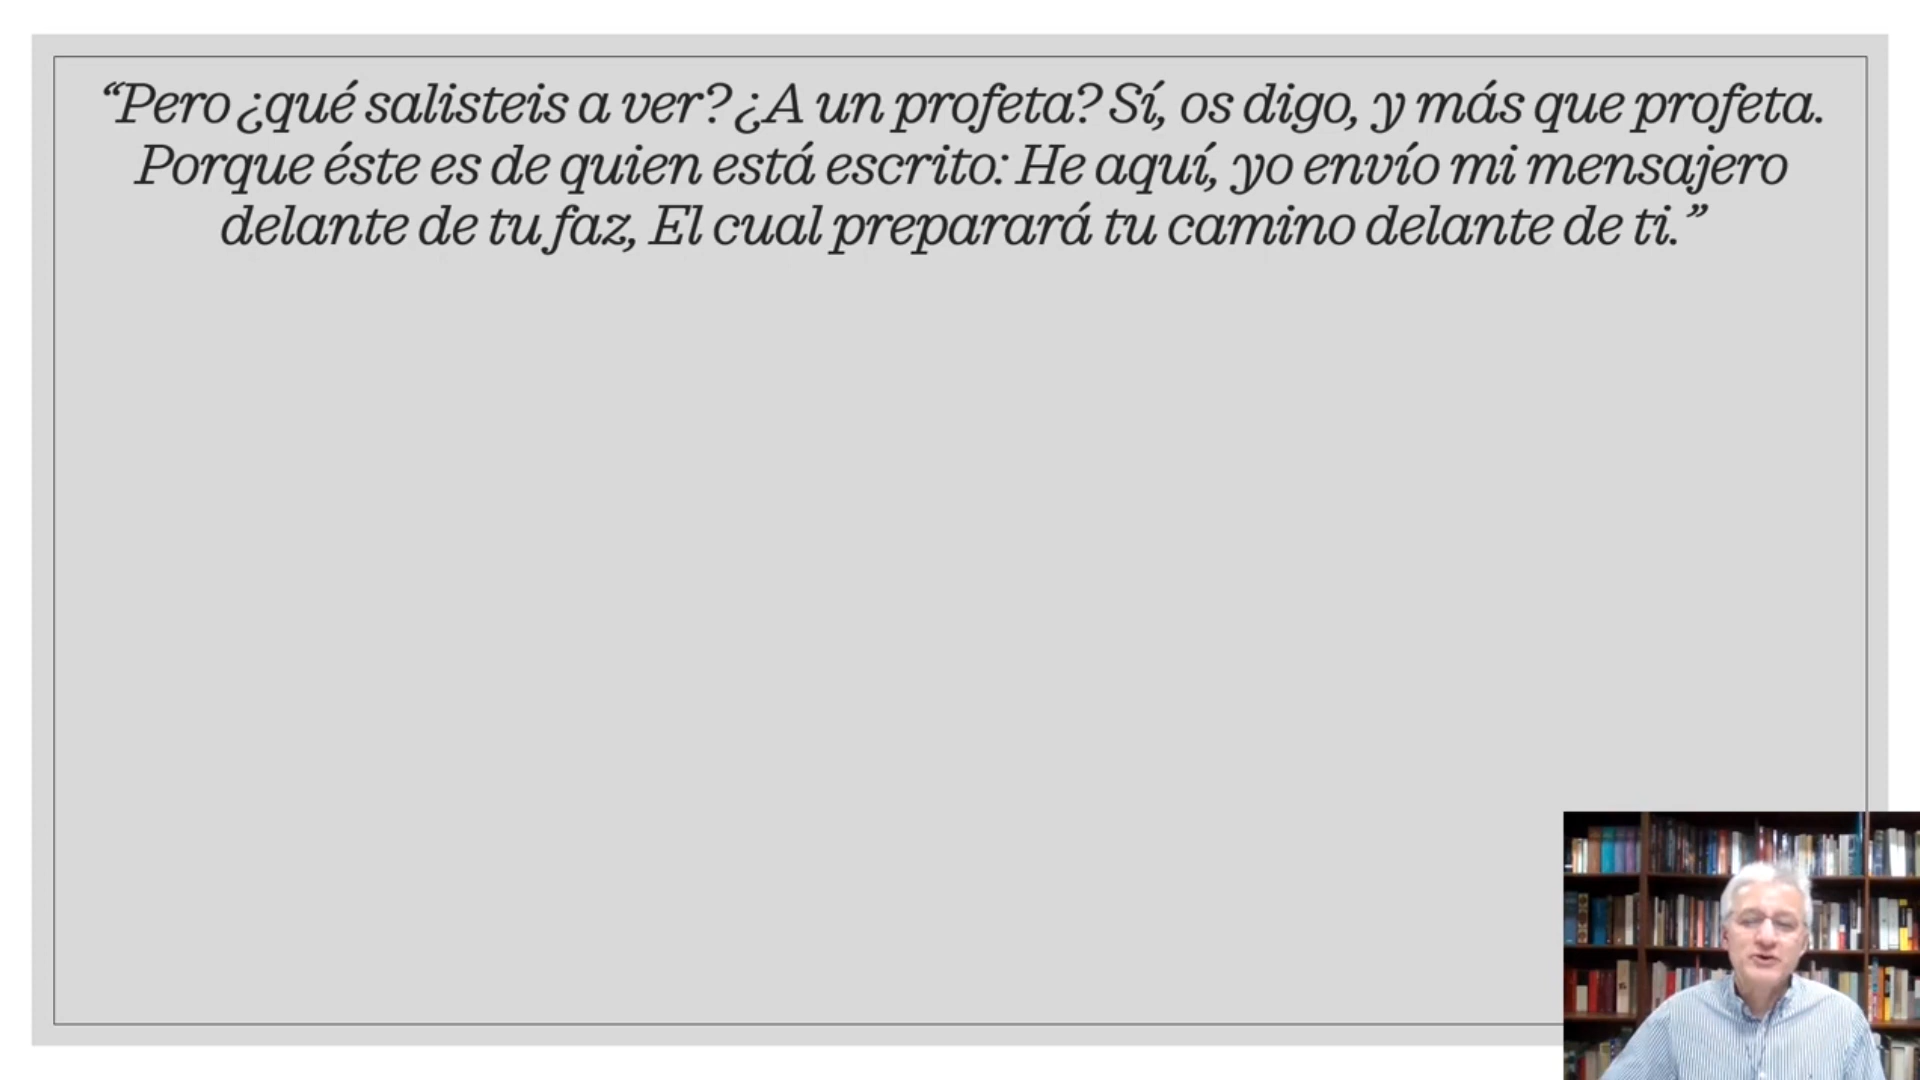 “Pero ¿qué salisteis a ver? ¿A un profeta? Sí, os digo, y más que profeta.
Porque éste es de quien está escrito: He aquí, yo envío mi mensajero
delante de tu faz, El cual preparará tu camino delante de ti.”